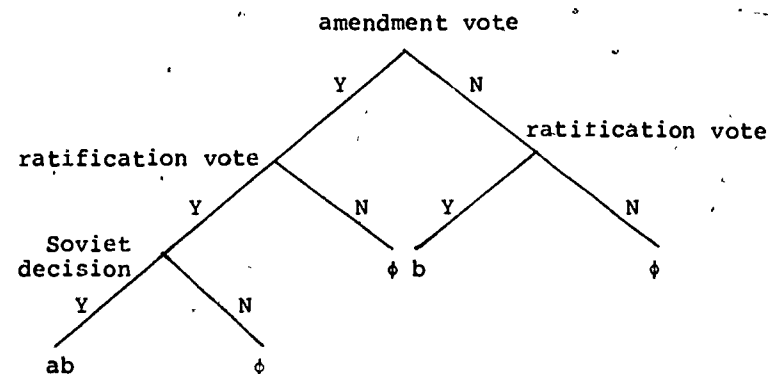 amendment vote
Y N
ratification vote
ratification vote
Y N Y N
Soviet
decision
ϕ b ϕ
Y N
ab ϕ